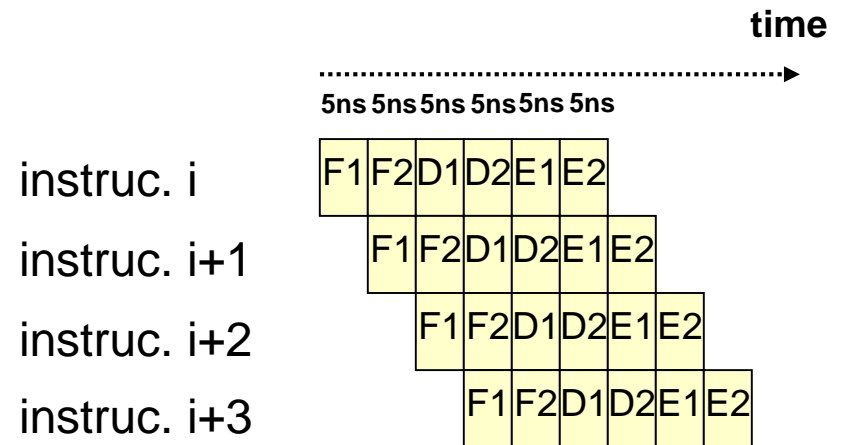 time
5ns 5ns 5ns 5ns 5ns 5ns
instruc. i F1 F2 D1 D2 E1 E2
instruc. i+1 F1 F2 D1 D2 E1 E2
instruc. i+2 F1 F2 D1 D2 E1 E2
instruc. i+3 F1 F2 D1 D2 E1 E2